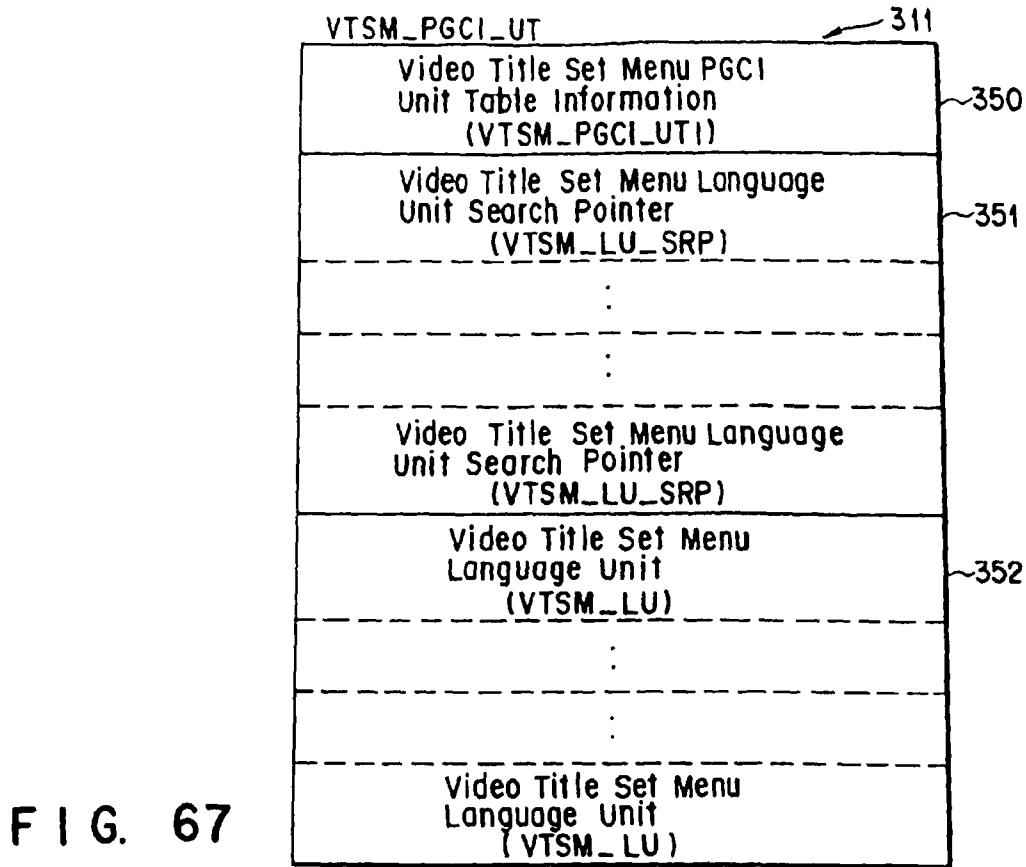 VTSM_PGCI_UT
311
Video Title Set Menu PGCI
Unit Table Information
(VTSM_PGCI_UTI)
350
Video Title Set Menu Language
Unit Search Pointer
(VTSM_LU_SRP)
351
Video Title Set Menu Language
Unit Search Pointer
(VTSM_LU_SRP)
Video Title Set Menu
Language Unit
(VTSM_LU)
352
Video Title Set Menu
Language Unit
(VTSM_LU)
FIG. 67